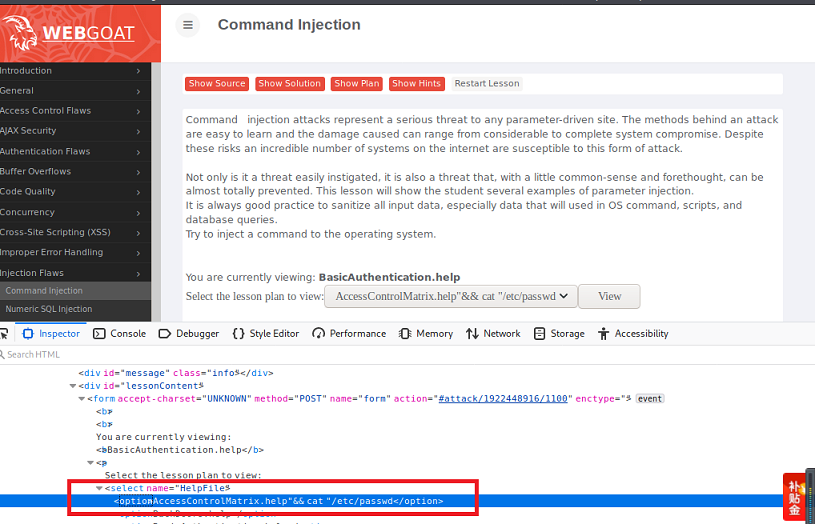 WEBGOAT
Command Injection
Introduction
General
Access Control Flaws
AJAX Security
Authentication Flaws
Buffer Overflows
Code Quality
Concurrency
Cross-Site Scripting (XSS)
Improper Error Handling
Injection Flaws
Command Injection
Numeric SQL Injection
Show Source Show Solution Show Plan Show Hints Restart Lesson
Command injection attacks represent a serious threat to any parameter-driven site. The methods behind an attack
are easy to learn and the damage caused can range from considerable to complete system compromise. Despite
these risks an incredible number of systems on the internet are susceptible to this form of attack.
Not only is it a threat easily instigated, it is also a threat that, with a little common-sense and forethought, can be
almost totally prevented. This lesson will show the student several examples of parameter injection.
It is always good practice to sanitize all input data, especially data that will used in OS command, scripts, and
database queries.
Try to inject a command to the operating system.
You are currently viewing: BasicAuthentication.help
Select the lesson plan to view: AccessControlMatrix.help"&& cat "/etc/passwd View
Inspector Console Debugger {} Style Editor Performance Memory Network Storage Accessibility
Search HTML
<div id="message" class="info"></div>
<div id="lessonContent">
<form accept-charset="UNKNOWN" method="POST" name="form" action="#attack/1922448916/1100" enctype=""> event
<b>
<b>
You are currently viewing:
<b>BasicAuthentication.help</b>
<p>
Select the lesson plan to view:
<select name="HelpFile">
<option>AccessControlMatrix.help"&& cat "/etc/passwd</option>
补
贴
金